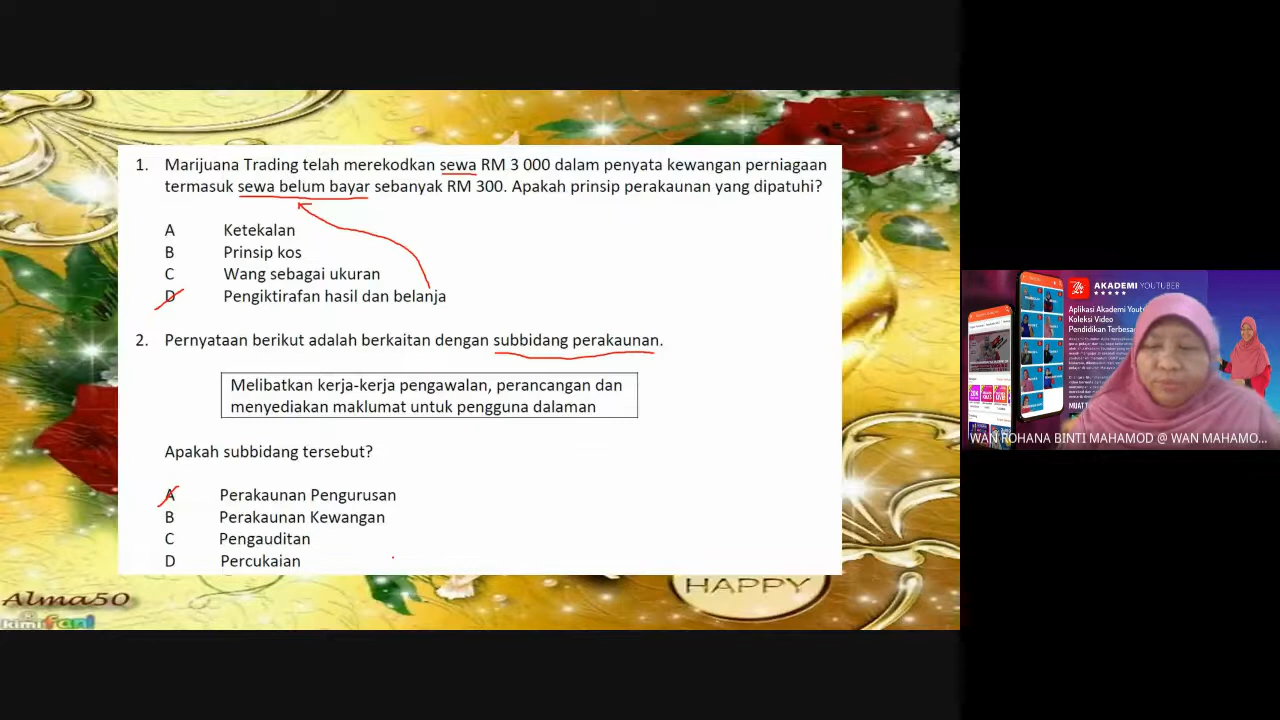 1. Marijuana Trading telah merekodkan sewa RM 3 000 dalam penyata kewangan perniagaan
termasuk sewa belum bayar sebanyak RM 300. Apakah prinsip perakaunan yang dipatuhi?
A Ketekalan
B Prinsip kos
C Wang sebagai ukuran
D Pengiktirafan hasil dan belanja
2. Pernyataan berikut adalah berkaitan dengan subbidang perakaunan.
Melibatkan kerja-kerja pengawalan, perancangan dan
menyediakan maklumat untuk pengguna dalaman
Apakah subbidang tersebut?
A Perakaunan Pengurusan
B Perakaunan Kewangan
C Pengauditan
D Percukaian
HAPPY
Alma50
AKADEMI YOUTUBER
Koleksi Video
WAN ROHANA BINTI MAHAMOD @ WAN MAHAMO...